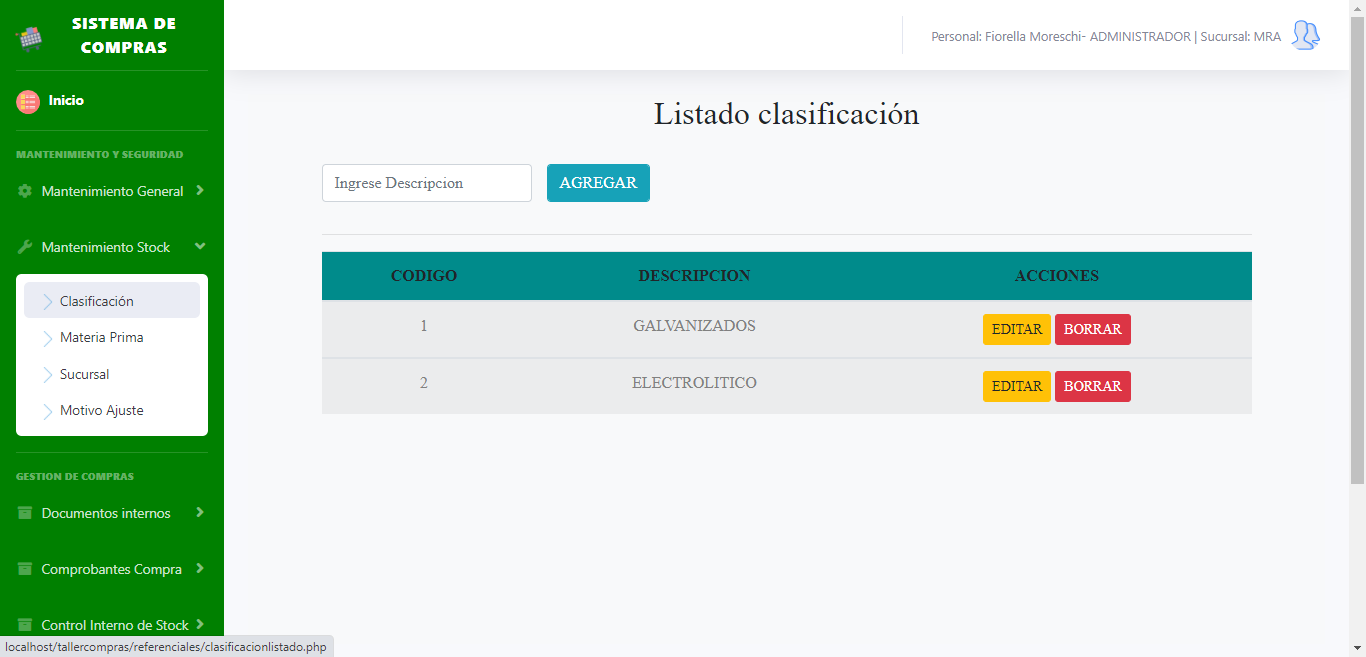 SISTEMA DE
COMPRAS
Personal: Fiorella Moreschi- ADMINISTRADOR | Sucursal: MRA
Inicio
MANTENIMIENTO Y SEGURIDAD
Mantenimiento General
Mantenimiento Stock
Clasificación
Materia Prima
Sucursal
Motivo Ajuste
GESTION DE COMPRAS
Documentos internos
Comprobantes Compra
Control Interno de Stock
localhost/tallercompras/referenciales/clasificacionlistado.php
Listado clasificación
Ingrese Descripcion AGREGAR
CODIGO DESCRIPCION ACCIONES
1 GALVANIZADOS EDITAR BORRAR
2 ELECTROLITICO EDITAR BORRAR